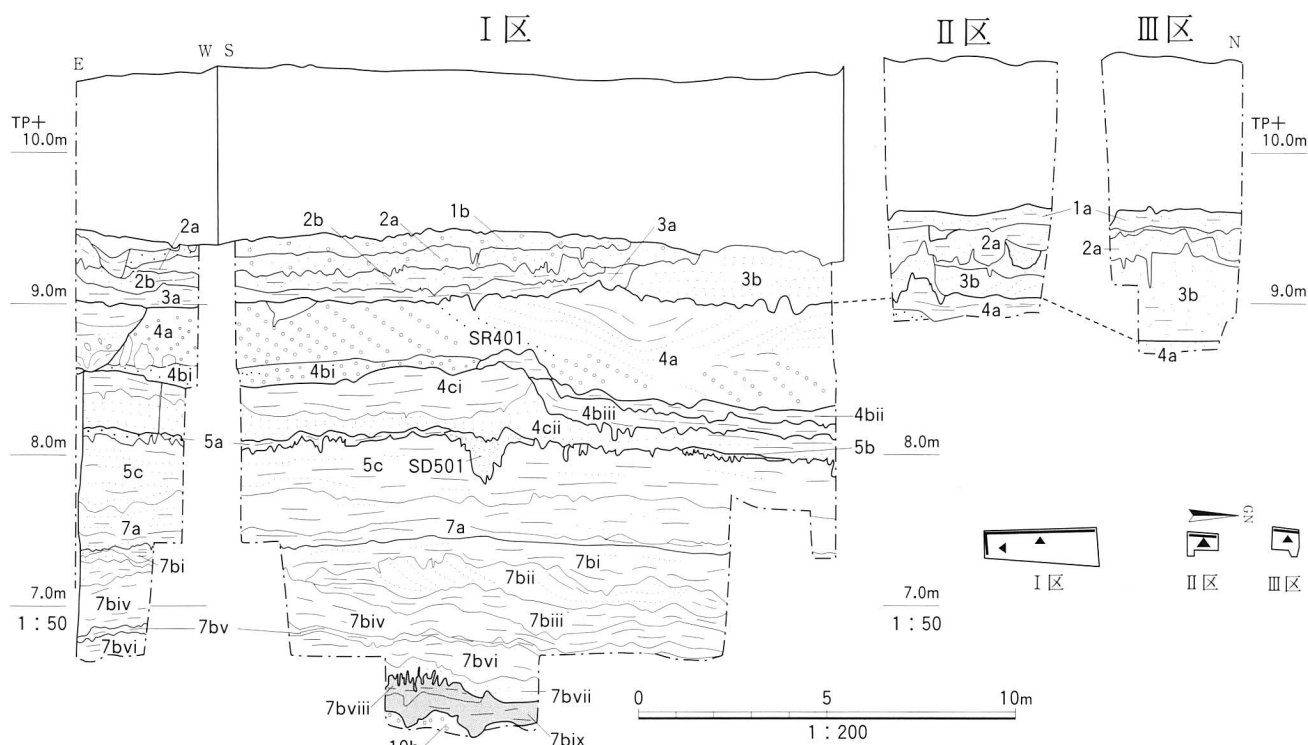 Ⅰ区
Ⅱ区
Ⅲ区
E
W S
N
TP+
10.0m
TP+
10.0m
2a
2b
2a
1b
3a
1a
2a
2a
2b
3a
3b
3b
3b
9.0m
9.0m
4a
SR401
4a
4a
4a
4bi
4bi
4ci
4biii
4bii
4cii
8.0m
5a
5b
8.0m
5c
5c
SD501
7a
7a
7bi
7bi
7bii
GN
Ⅰ区
Ⅱ区
Ⅲ区
7.0m
7biv
7biv
7biii
7.0m
1：50
7bv
1：50
7bvi
7bvi
7bvii
7bviii
0
5
10m
7bix
1：200